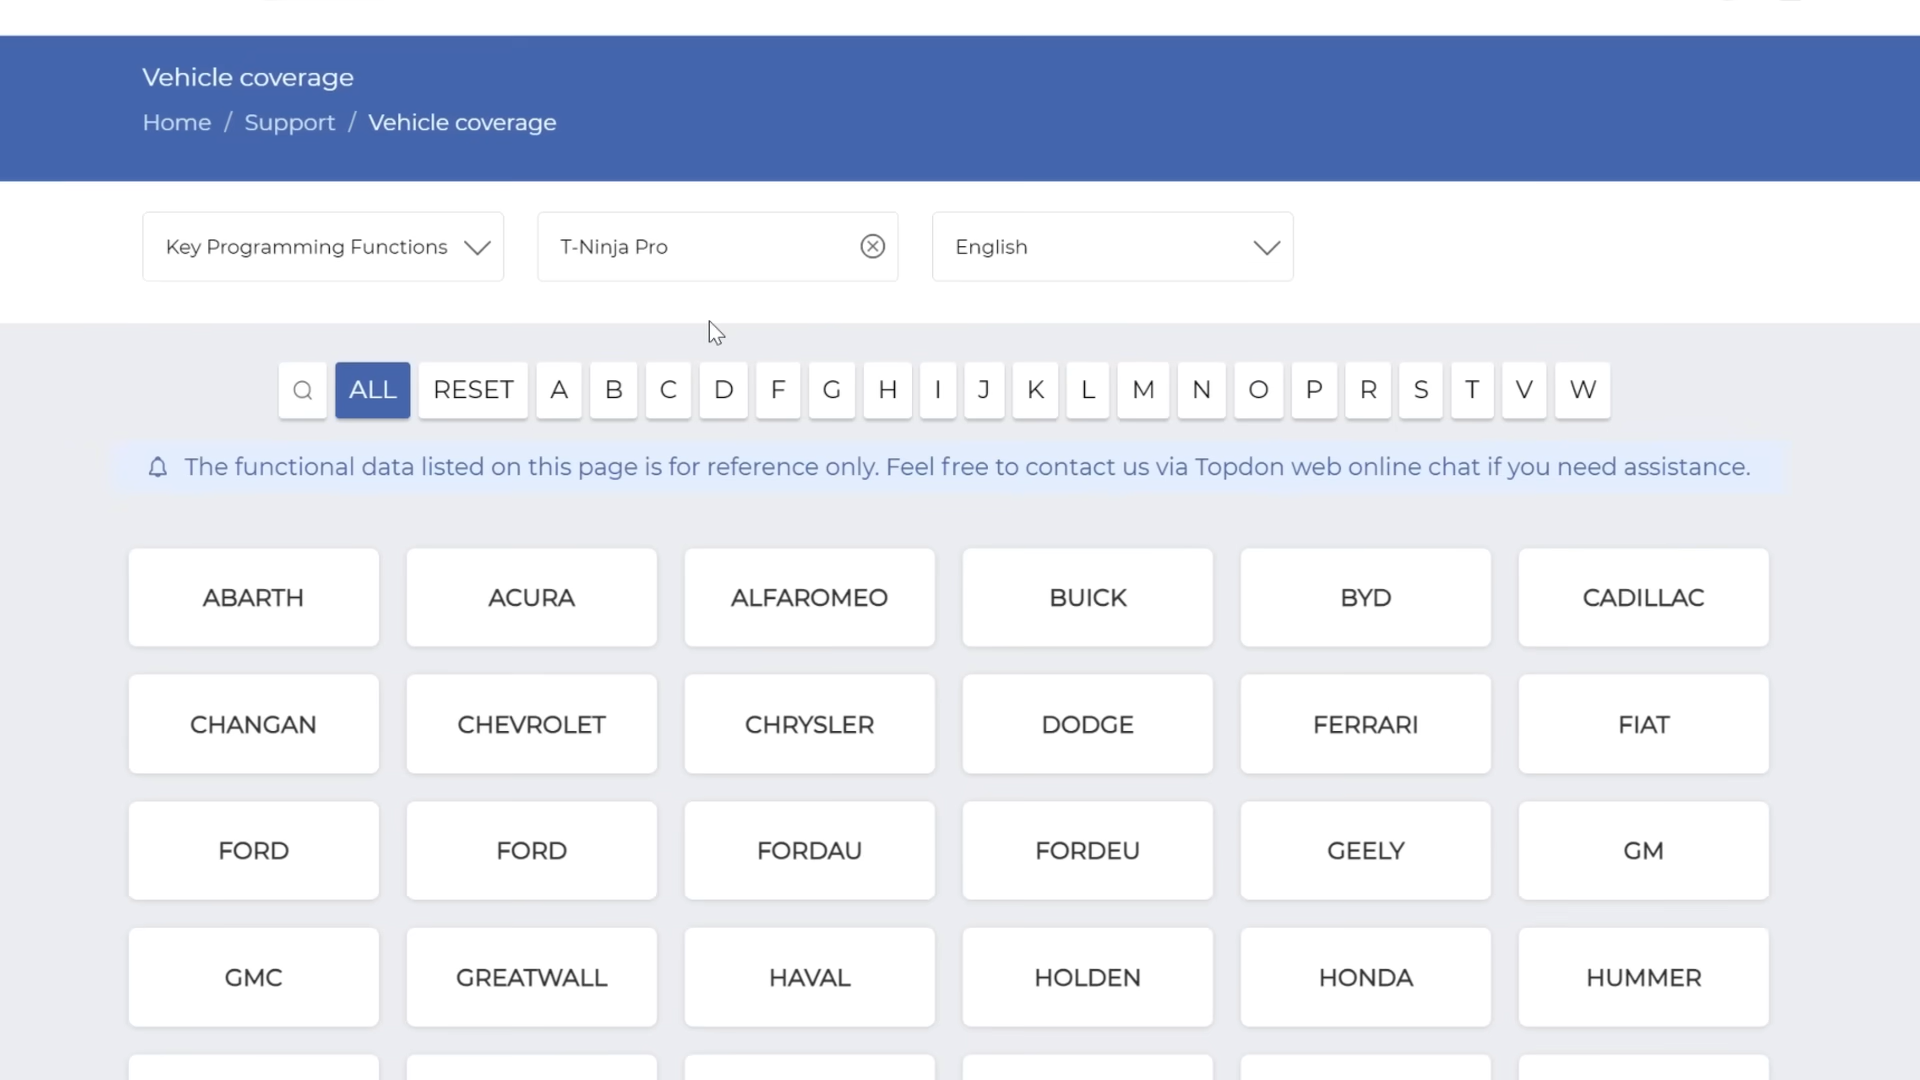 Vehicle coverage
Home / Support / Vehicle coverage
Key Programming Functions
T-Ninja Pro
English
ALL RESET A B C D F G H I J K L M N O P R S T V W
The functional data listed on this page is for reference only. Feel free to contact us via Topdon web online chat if you need assistance.
ABARTH
ACURA
ALFAROMEO
BUICK
BYD
CADILLAC
CHANGAN
CHEVROLET
CHRYSLER
DODGE
FERRARI
FIAT
FORD
FORD
FORDAU
FORDEU
GEELY
GM
GMC
GREATWALL
HAVAL
HOLDEN
HONDA
HUMMER